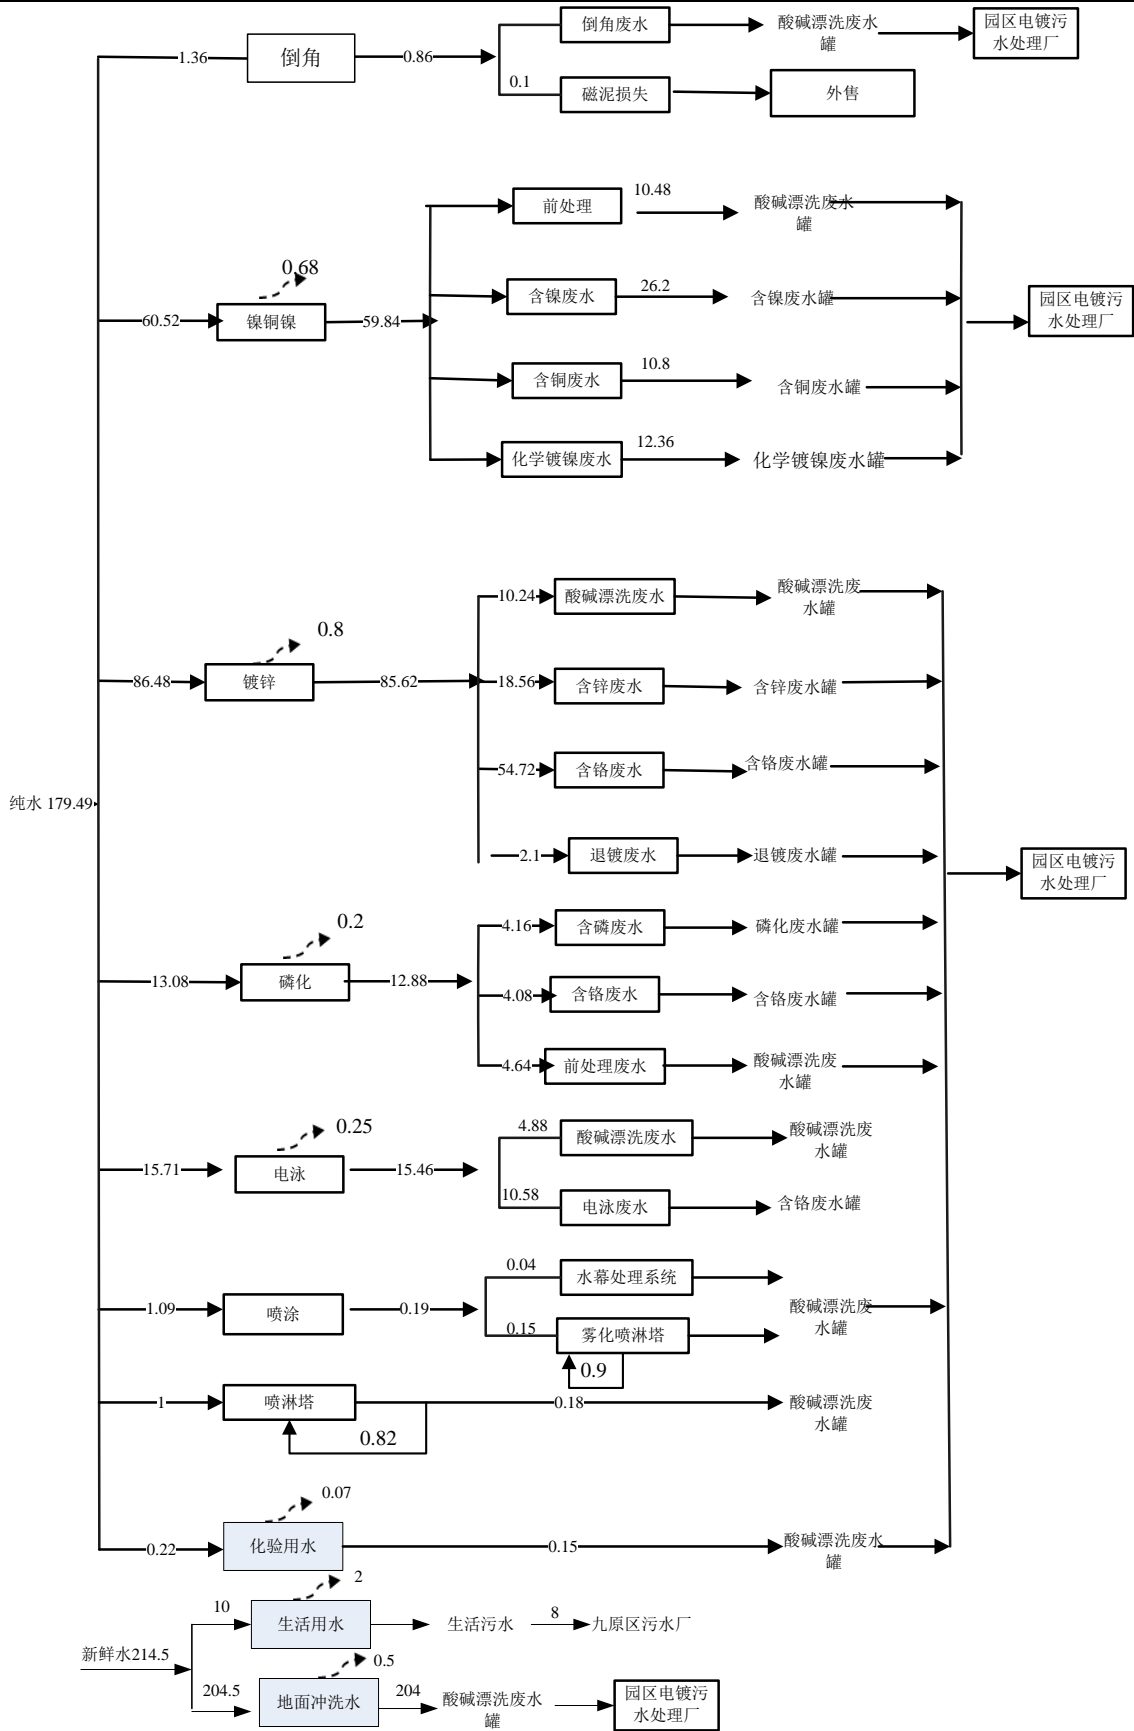 1.36
倒角
0.86
倒角废水
酸碱漂洗废水
罐
园区电镀污
水处理厂
0.1
磁泥损失
外售
0.68
60.52
镍铜镍
59.84
前处理
10.48
酸碱漂洗废水
罐
含镍废水
26.2
含镍废水罐
园区电镀污
水处理厂
含铜废水
10.8
含铜废水罐
化学镀镍废水
12.36
化学镀镍废水罐
0.8
86.48
镀锌
85.62
10.24
酸碱漂洗废水
酸碱漂洗废
水罐
18.56
含锌废水
含锌废水罐
54.72
含铬废水
含铬废水罐
2.1
退镀废水
退镀废水罐
纯水 179.49
园区电镀污
水处理厂
0.2
13.08
磷化
12.88
4.16
含磷废水
磷化废水罐
4.08
含铬废水
含铬废水罐
4.64
前处理废水
酸碱漂洗废
水罐
0.25
15.71
电泳
15.46
4.88
酸碱漂洗废水
酸碱漂洗废
水罐
10.58
电泳废水
含铬废水罐
1.09
喷涂
0.19
0.04
水幕处理系统
0.15
雾化喷淋塔
0.9
酸碱漂洗废
水罐
1
喷淋塔
0.82
0.18
酸碱漂洗废
水罐
0.07
0.22
化验用水
0.15
酸碱漂洗废水
罐
新鲜水214.5
10
2
生活用水
生活污水
8
九原区污水厂
204.5
0.5
地面冲洗水
204
酸碱漂洗废水
罐
园区电镀污
水处理厂